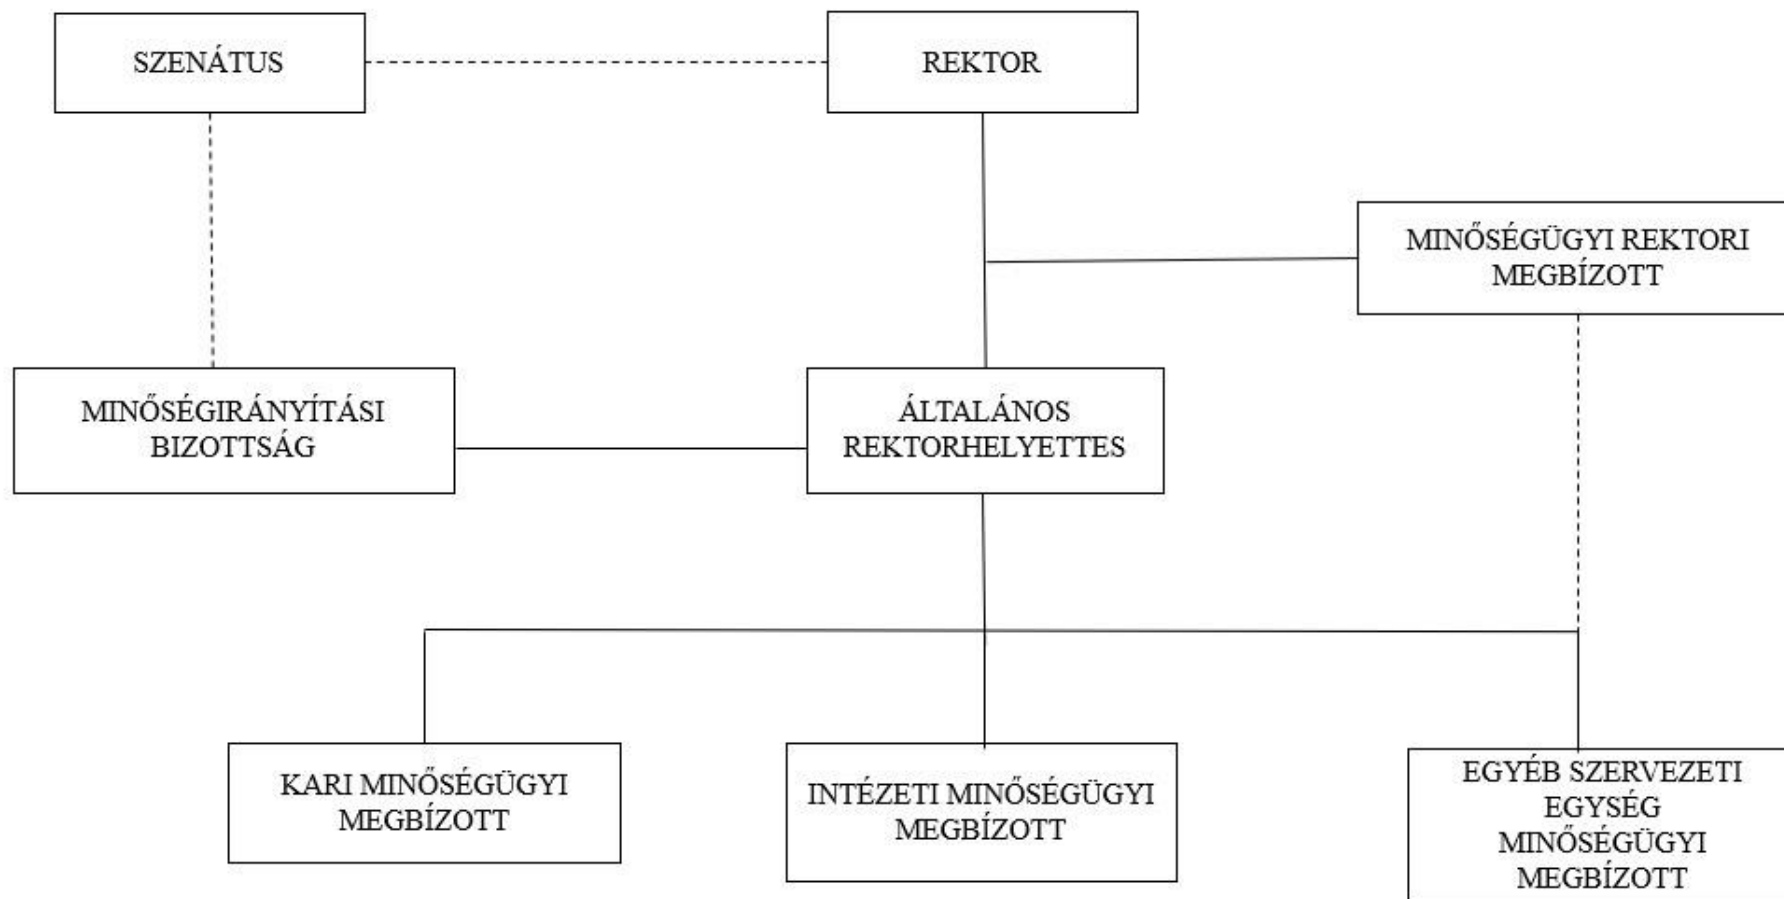 SZENÁTUS
REKTOR
MINŐSÉGÜGYI REKTORI
MEGBÍZOTT
MINŐSÉGIRÁNYÍTÁSI
BIZOTTSÁG
ÁLTALÁNOS
REKTORHELYETTES
KARI MINŐSÉGÜGYI
MEGBÍZOTT
INTÉZETI MINŐSÉGÜGYI
MEGBÍZOTT
EGYÉB SZERVEZETI
EGYSÉG
MINŐSÉGÜGYI
MEGBÍZOTT